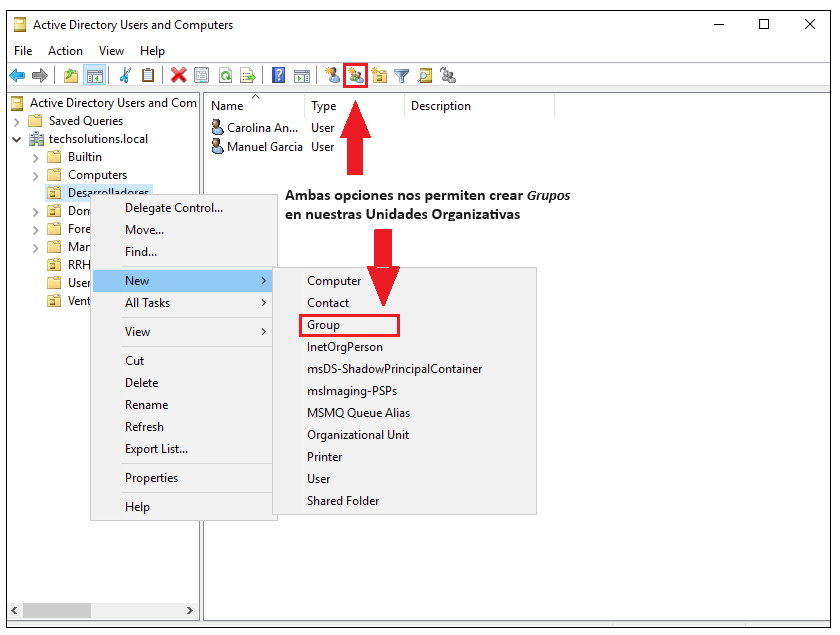 Active Directory Users and Computers
File Action View Help
Active Directory Users and Com
Saved Queries
techsolutions.local
Builtin
Computers
Desarrolladores
Dom
Fore
Man
RRH
User
Vent
Name Type Description
Carolina An... User
Manuel Garcia User
Ambas opciones nos permiten crear Grupos
en nuestras Unidades Organizativas
Delegate Control...
Move...
Find...
New
All Tasks
View
Cut
Delete
Rename
Refresh
Export List...
Properties
Help
Computer
Contact
Group
InetOrgPerson
msDS-ShadowPrincipalContainer
msImaging-PSPs
MSMQ Queue Alias
Organizational Unit
Printer
User
Shared Folder